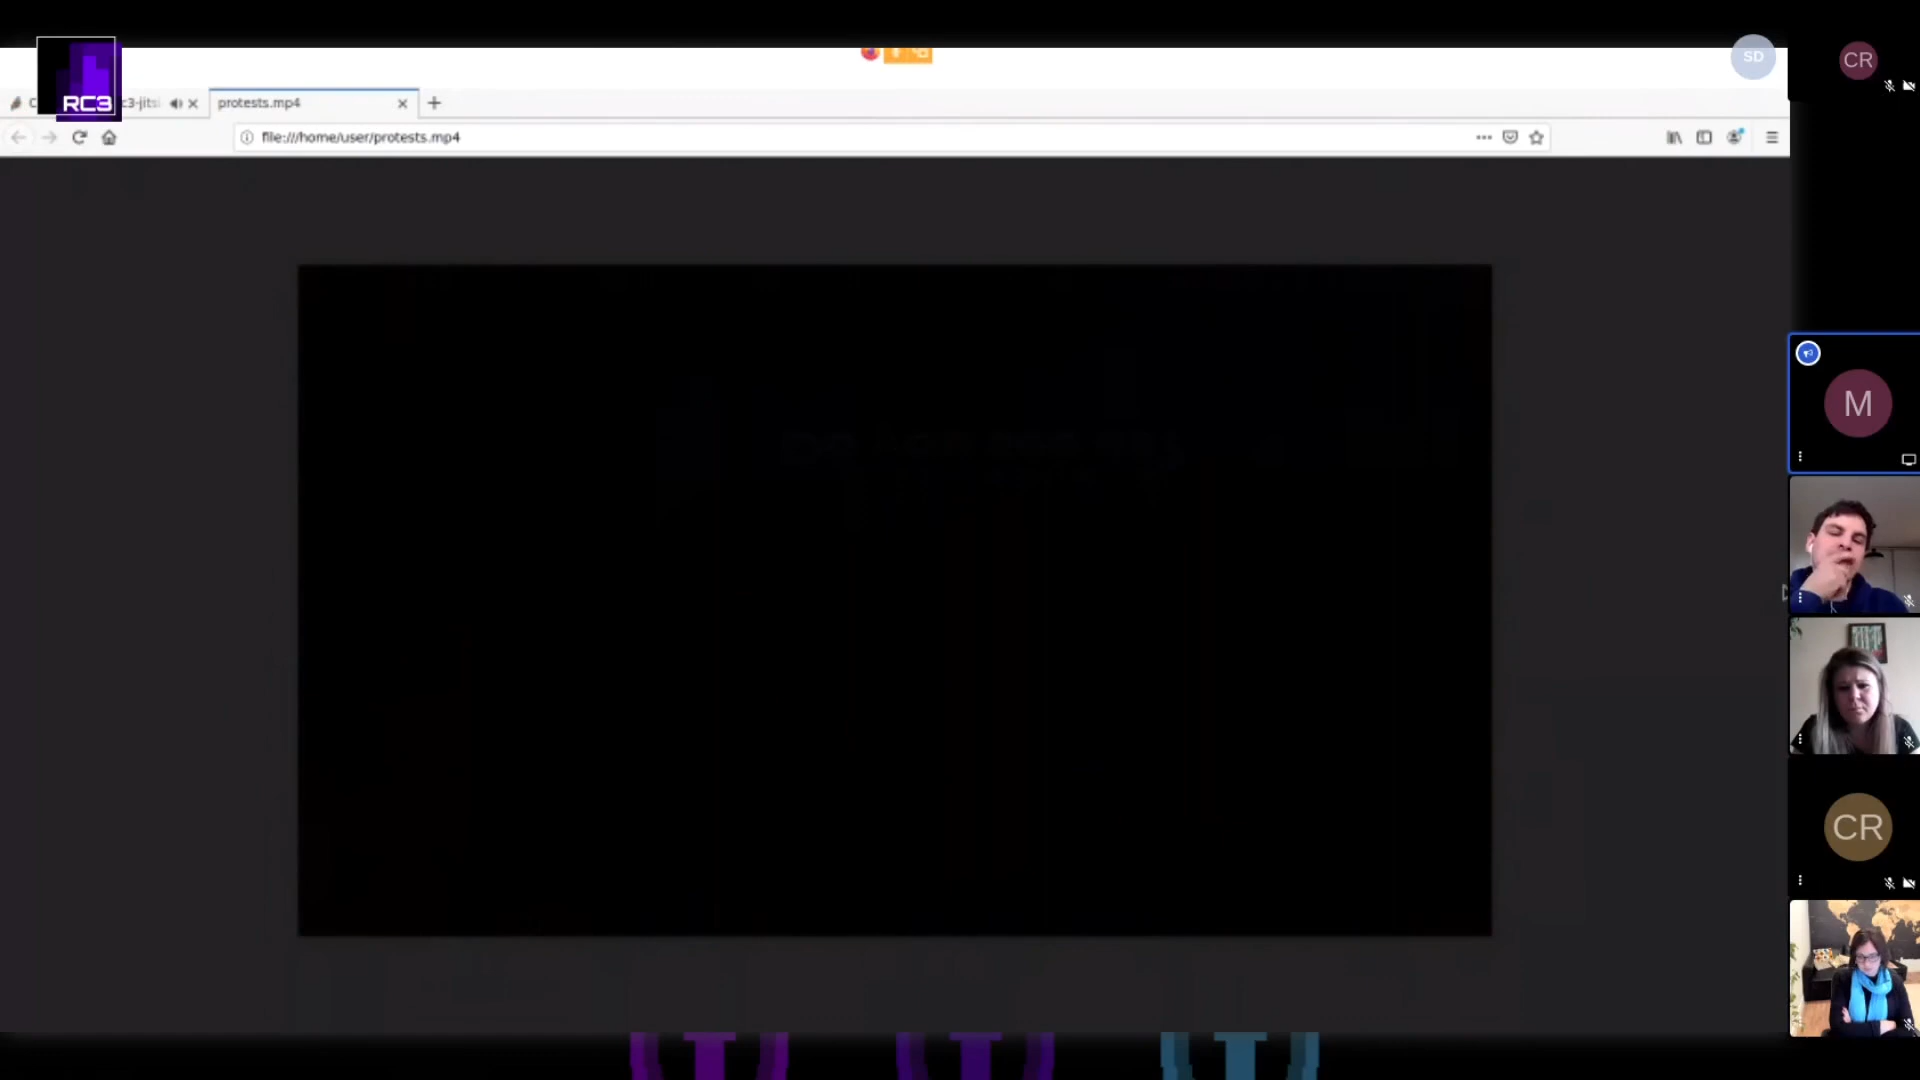 SD
CR
RC3
C
c3-jitsi
protests.mp4
file:///home/user/protests.mp4
M
CR